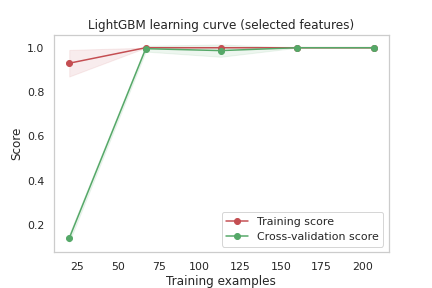 LightGBM learning curve (selected features)
1.0
0.8
0.6
0.4
0.2
Score
Training score
Cross-validation score
25 50 75 100 125 150 175 200
Training examples